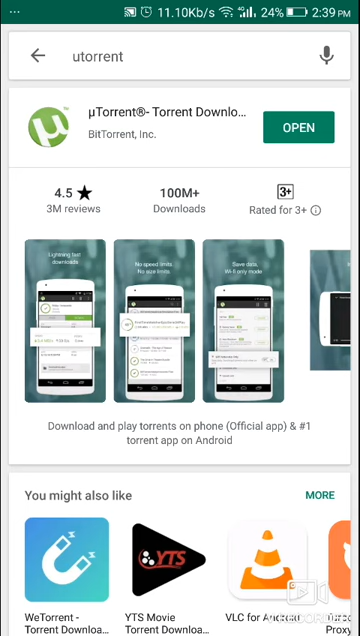 ... 11.10Kb/s 4G 24% 2:39 PM
utorrent
µTorrent®- Torrent Downlo...
BitTorrent, Inc.
OPEN
4.5 ★ 100M+ 3+
3M reviews Downloads Rated for 3+
Lightning fast
downloads
No speed limits.
No size limits.
Save data,
Wi-fi only mode
Download and play torrents on phone (Official app) & #1
torrent app on Android
You might also like MORE
YTS
WeTorrent -
Torrent Downloa...
YTS Movie
Torrent Downloa...
VLC for Android
RECORDER